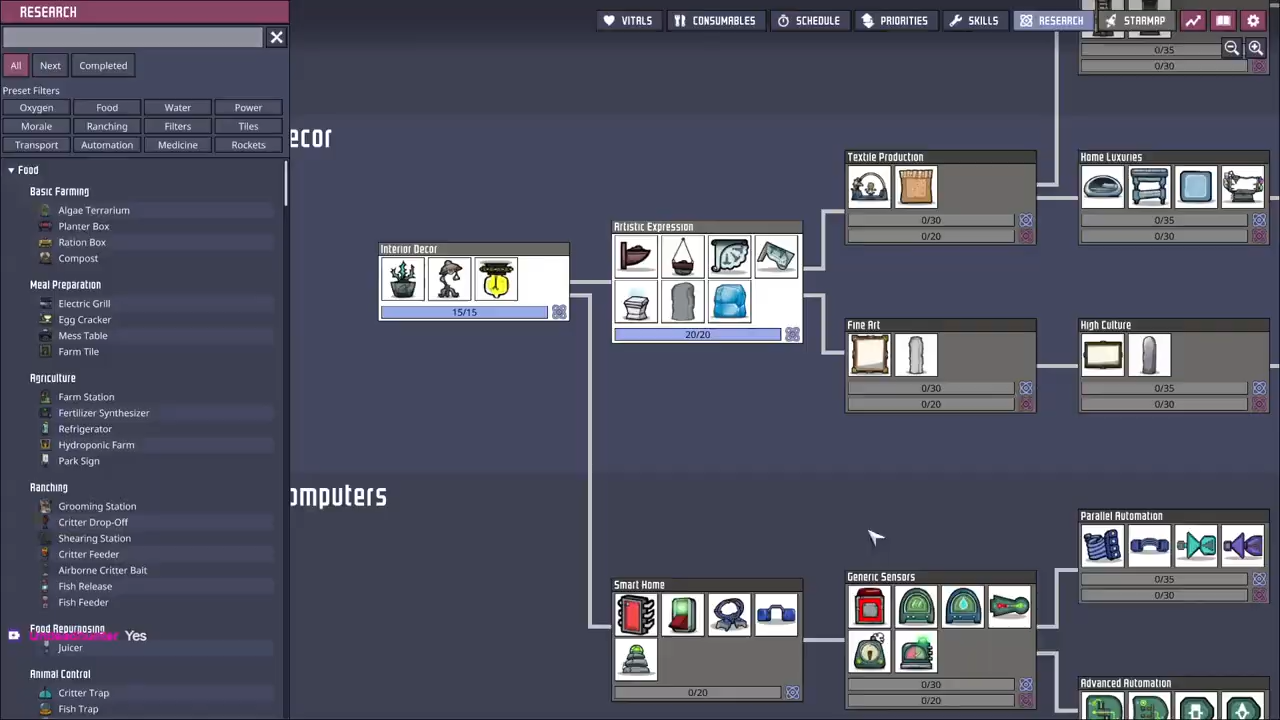 RESEARCH
VITALS
CONSUMABLES
SCHEDULE
PRIORITIES
SKILLS
RESEARCH
STARMAP
All
Next
Completed
Preset Filters
Oxygen
Food
Water
Power
Morale
Ranching
Filters
Tiles
Transport
Automation
Medicine
Rockets
Food
Basic Farming
Algae Terrarium
Planter Box
Ration Box
Compost
Meal Preparation
Electric Grill
Egg Cracker
Mess Table
Farm Tile
Agriculture
Farm Station
Fertilizer Synthesizer
Refrigerator
Hydroponic Farm
Park Sign
Ranching
Grooming Station
Critter Drop-Off
Shearing Station
Critter Feeder
Airborne Critter Bait
Fish Release
Fish Feeder
Food Repurposing
Yes
Juicer
Animal Control
Critter Trap
Fish Trap
0/35
0/30
ecor
Interior Decor
15/15
Artistic Expression
20/20
Textile Production
0/30
0/20
Home Luxuries
0/35
0/30
Fine Art
0/30
0/20
High Culture
0/35
0/30
omputers
Smart Home
0/20
Generic Sensors
0/30
0/20
Parallel Automation
0/35
0/30
Advanced Automation